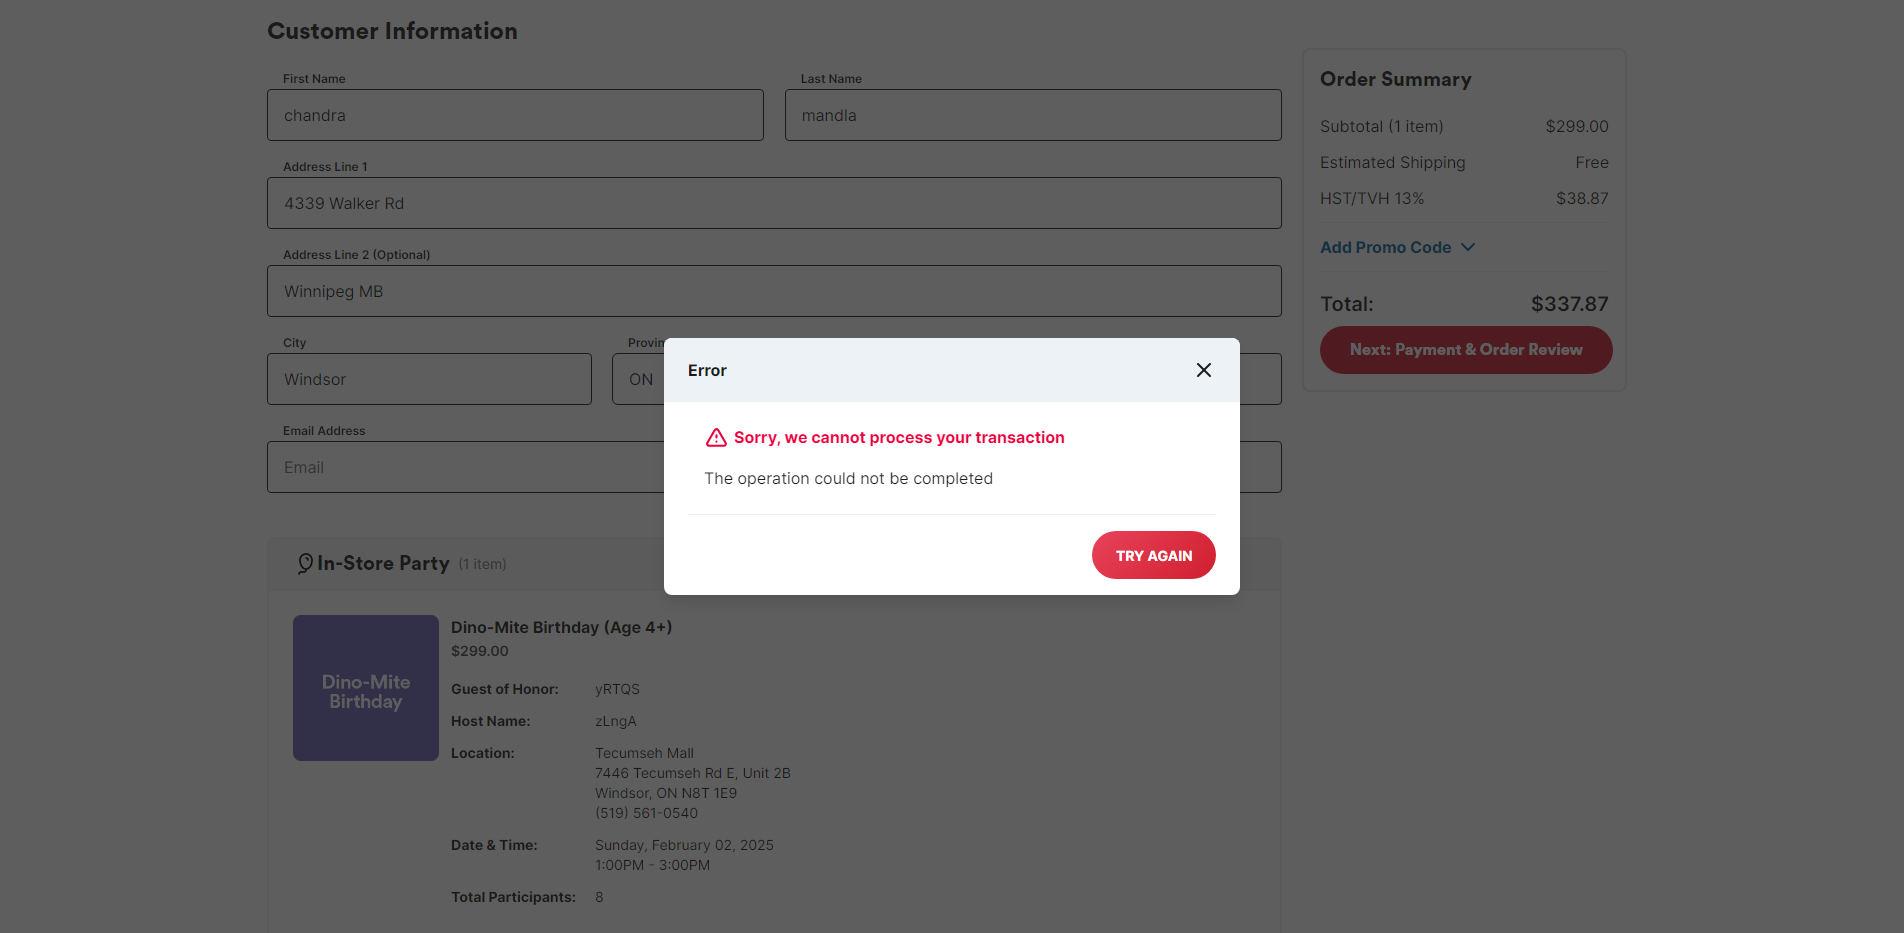 Customer Information
First Name
Last Name
chandra
mandla
Address Line 1
4339 Walker Rd
Address Line 2 (Optional)
Winnipeg MB
City
Provin
Windsor
ON
Email Address
Email
Order Summary
Subtotal (1 item) $299.00
Estimated Shipping Free
HST/TVH 13% $38.87
Add Promo Code
Total: $337.87
Next: Payment & Order Review
Error
Sorry, we cannot process your transaction
The operation could not be completed
TRY AGAIN
In-Store Party (1 item)
Dino-Mite
Birthday
Dino-Mite Birthday (Age 4+)
$299.00
Guest of Honor: yRTQS
Host Name: zLngA
Location: Tecumseh Mall
7446 Tecumseh Rd E, Unit 2B
Windsor, ON N8T 1E9
(519) 561-0540
Date & Time: Sunday, February 02, 2025
1:00PM - 3:00PM
Total Participants: 8